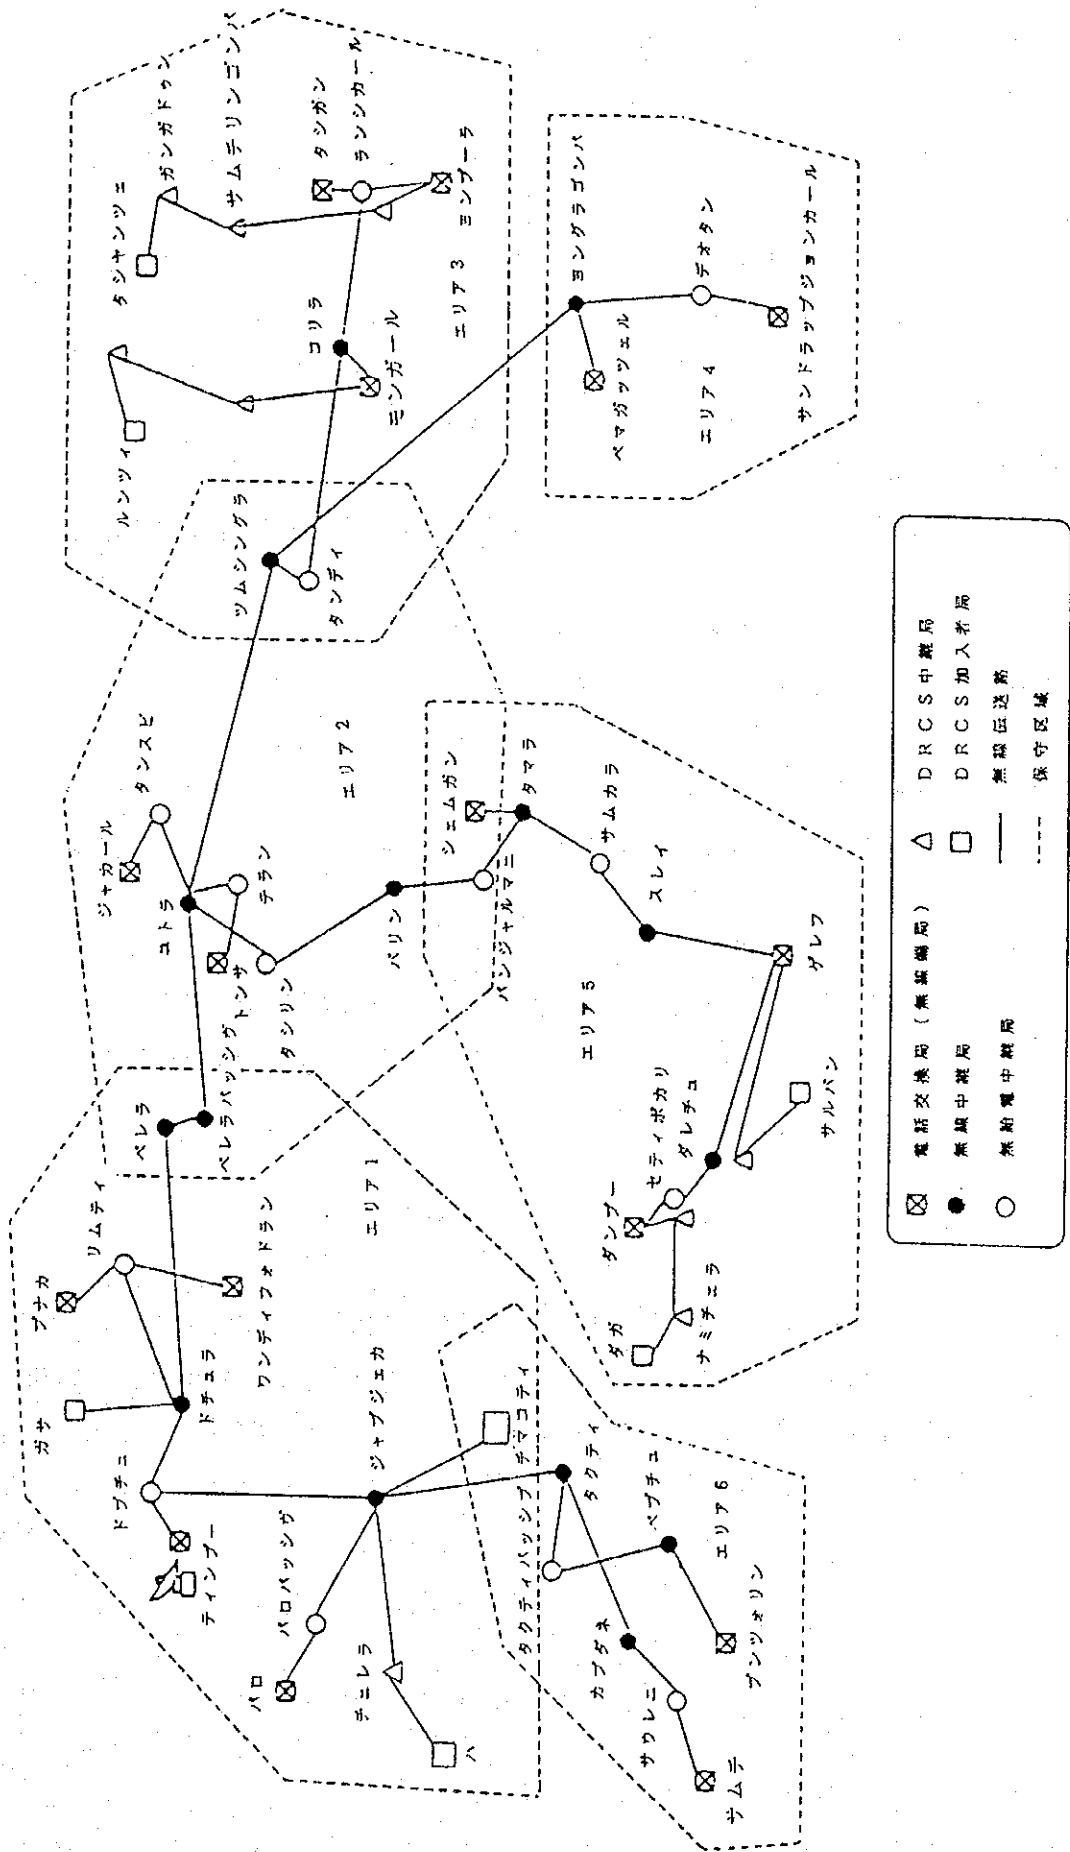 ガサ
プナカ
リムティ
ドプチュ
ドチュラ
ワンディフォドラン
ティンプー
ペレラ
ペレラパッシヴ
エリア1
パロパッシヴ
ジャブジェカ
パロ
チェレラ
ハ
チマコティ
タクティパッシブ
タクティ
カブダネ
ペプチュ
サウレニ
エリア6
プンツォリン
サムテ
ジャカール
タンスビ
ユトラ
テラン
トンサ
タシリン
エリア2
パリン
ツムシングラ
タンディ
シェムガン
パンジャルマニ
タマラ
サムカラ
スレイ
エリア5
ゲレフ
ダンプー
セティポカリ
ダレチュ
サルパン
ダガ
ナミチェラ
ルンツィ
タシヤンツェ
ガンガドゥン
サムテリンゴンパ
タシガン
ランシカール
コリラ
モンガール
エリア3
ヨンプーラ
ヨングラゴンパ
ペマガッツェル
デオタン
エリア4
サンドラップジョンカール
電話交換局(無線端局)
無線中継局
無給電中継局
DRCS中継局
DRCS加入者局
無線伝送路
保守区域